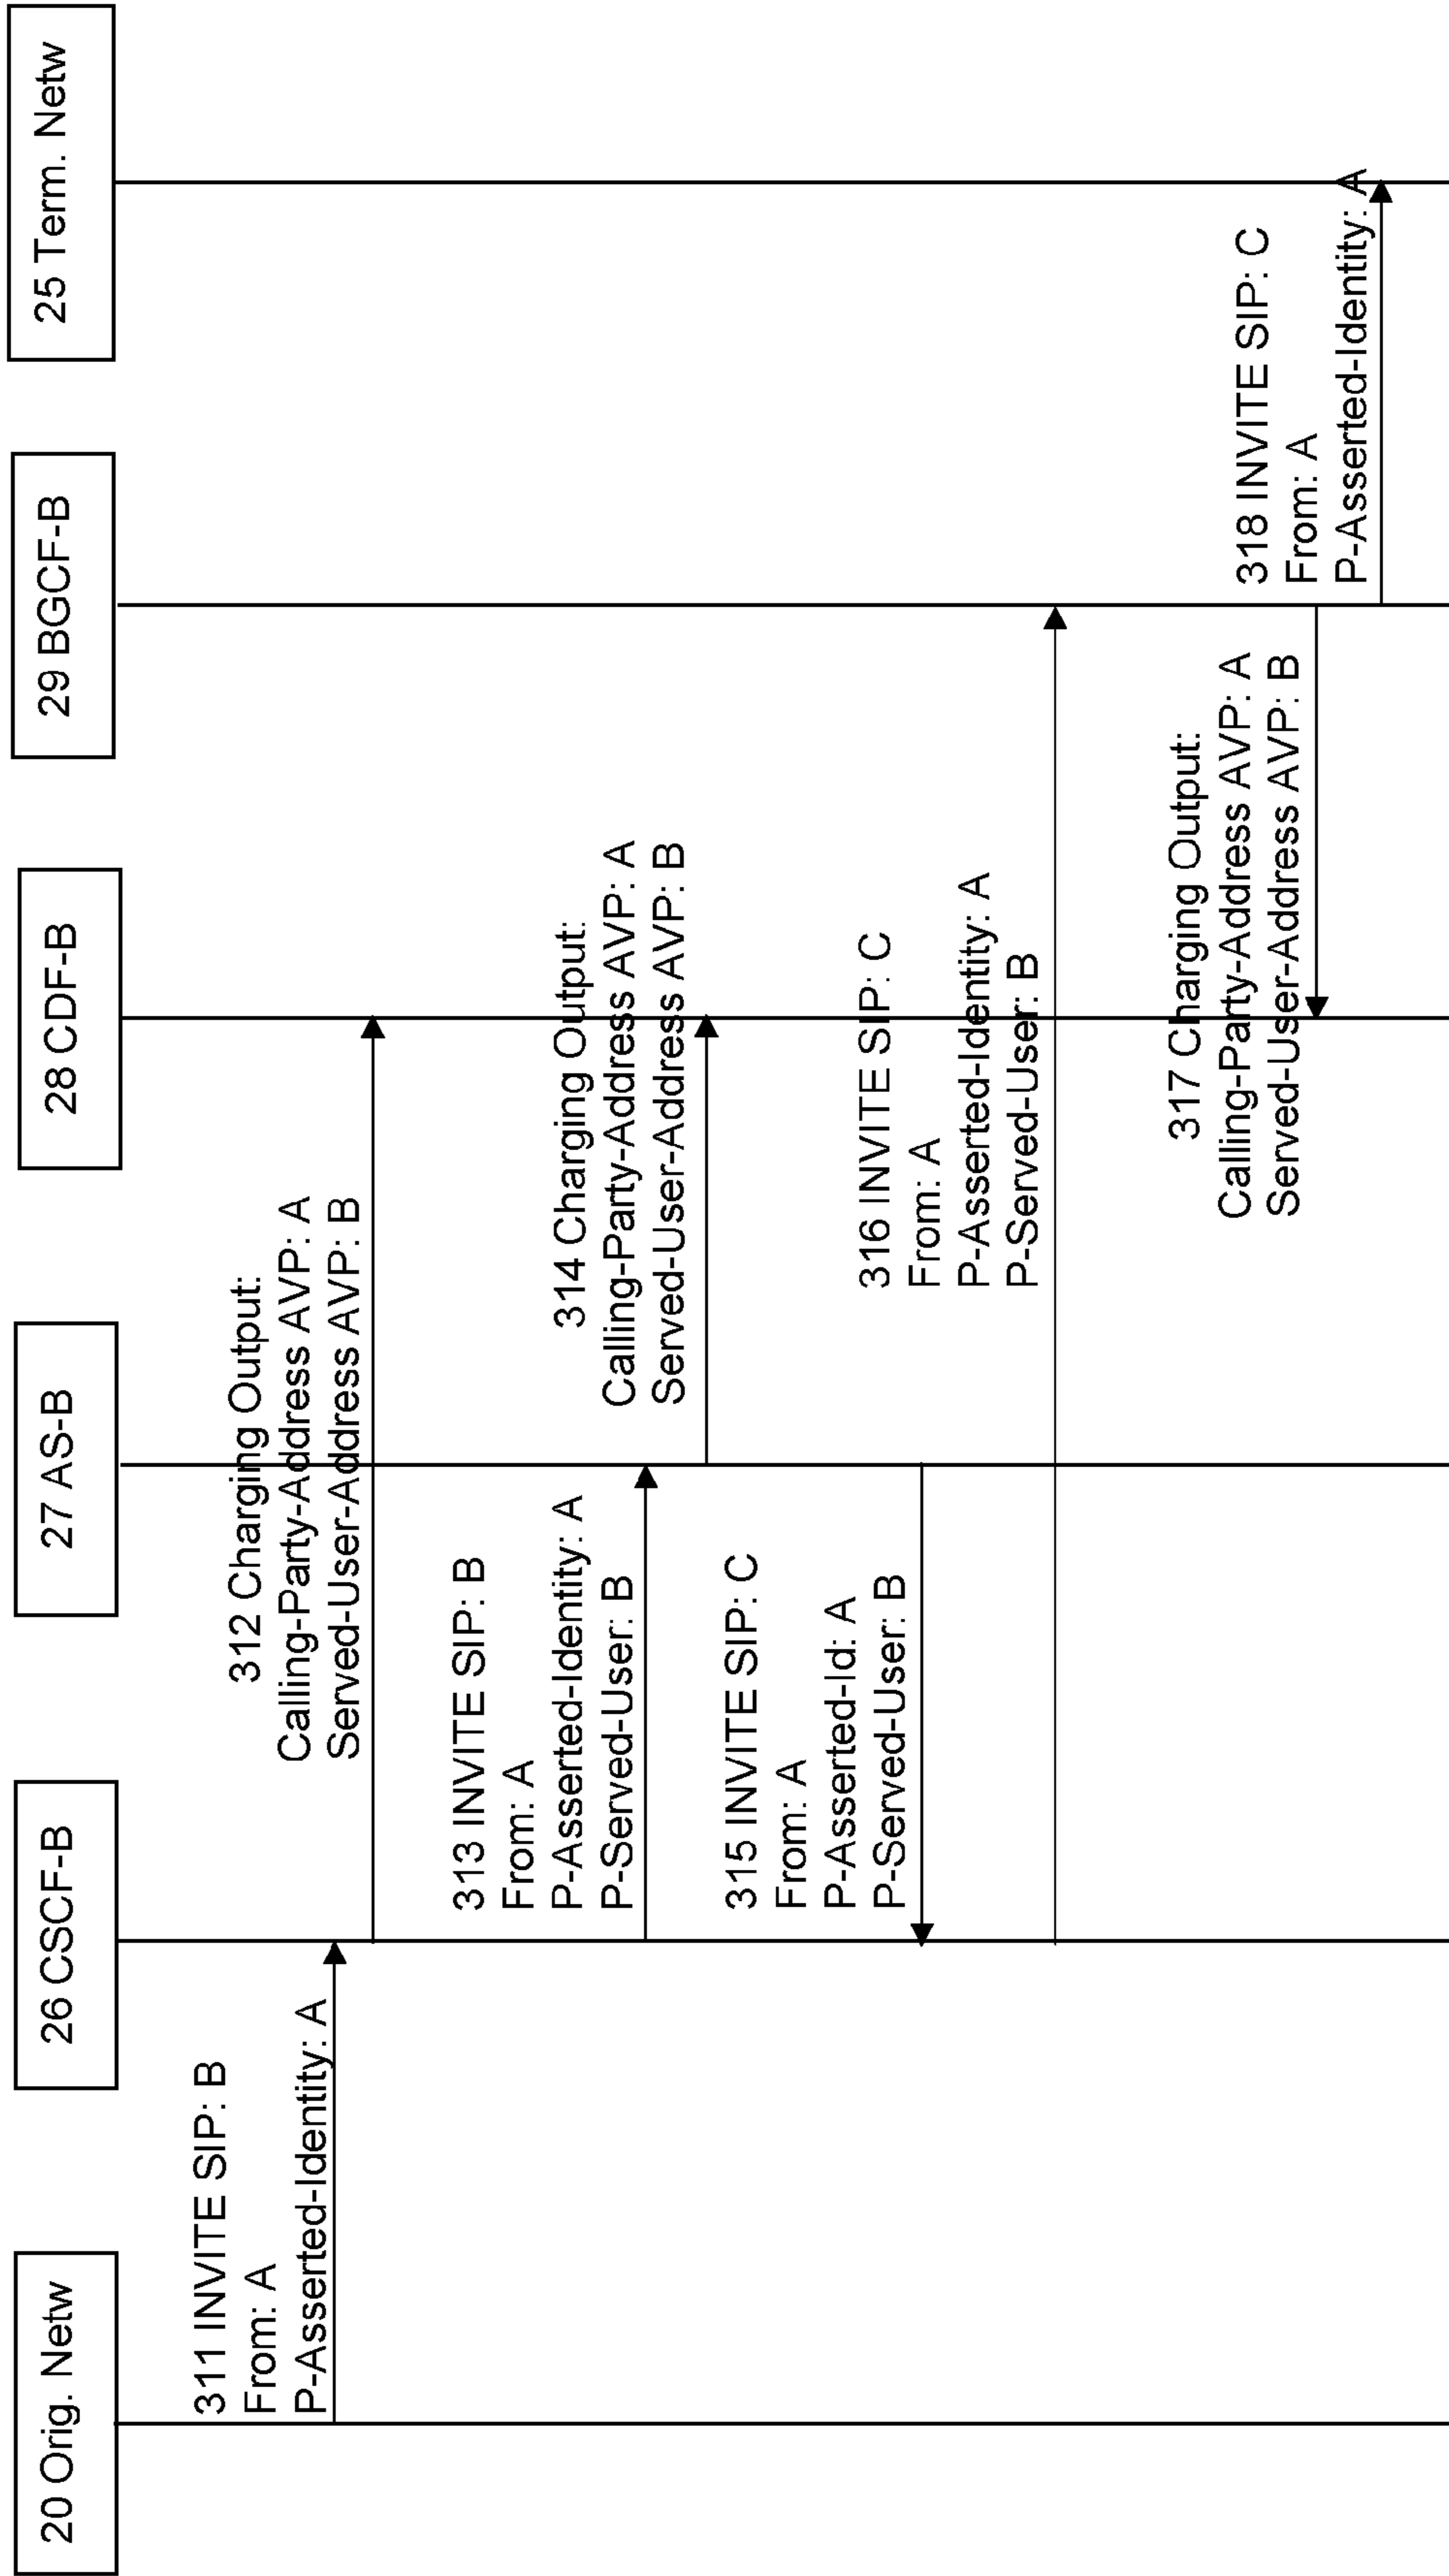 20 Orig. Netw
26 CSCF-B
27 AS-B
28 CDF-B
29 BGCF-B
25 Term. Netw
311 INVITE SIP: B
From: A
P-Asserted-Identity: A
312 Charging Output:
Calling-Party-Address AVP: A
Served-User-Address AVP: B
313 INVITE SIP: B
From: A
P-Asserted-Identity: A
P-Served-User: B
314 Charging Output:
Calling-Party-Address AVP: A
Served-User-Address AVP: B
315 INVITE SIP: C
From: A
P-Asserted-Id: A
P-Served-User: B
316 INVITE SIP: C
From: A
P-Asserted-Identity: A
P-Served-User: B
317 Charging Output:
Calling-Party-Address AVP: A
Served-User-Address AVP: B
318 INVITE SIP: C
From: A
P-Asserted-Identity: A